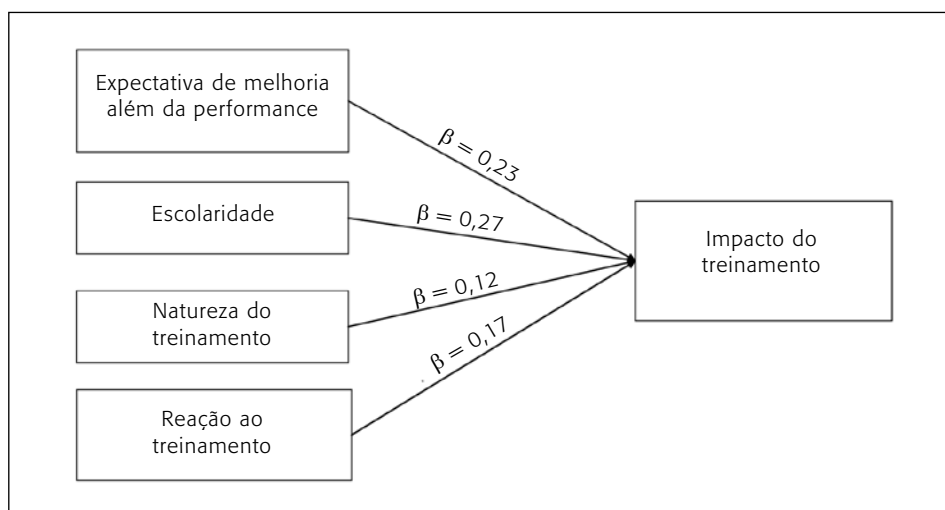 Expectativa de melhoria
além da performance
β = 0,23
Escolaridade
β = 0,27
Impacto do
treinamento
Natureza do
treinamento
β = 0,12
Reação ao
treinamento
β = 0,17